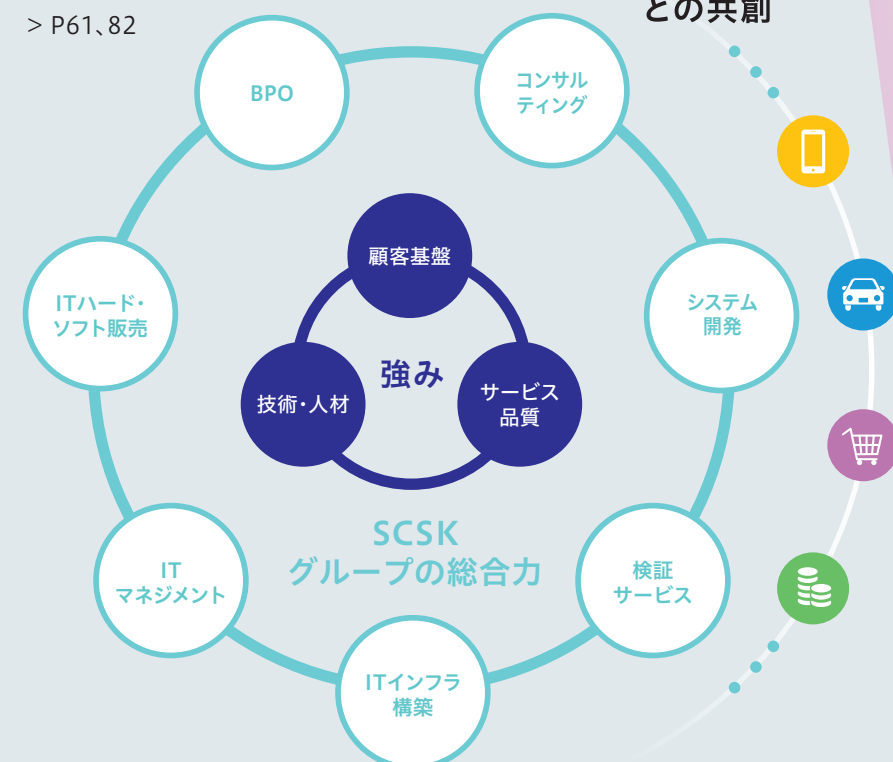 > P61、82
との共創
BPO
コンサル
ティング
ITハード・
ソフト販売
顧客基盤
システム
開発
強み
技術・人材
サービス
品質
SCSK
グループの総合力
IT
マネジメント
検証
サービス
ITインフラ
構築